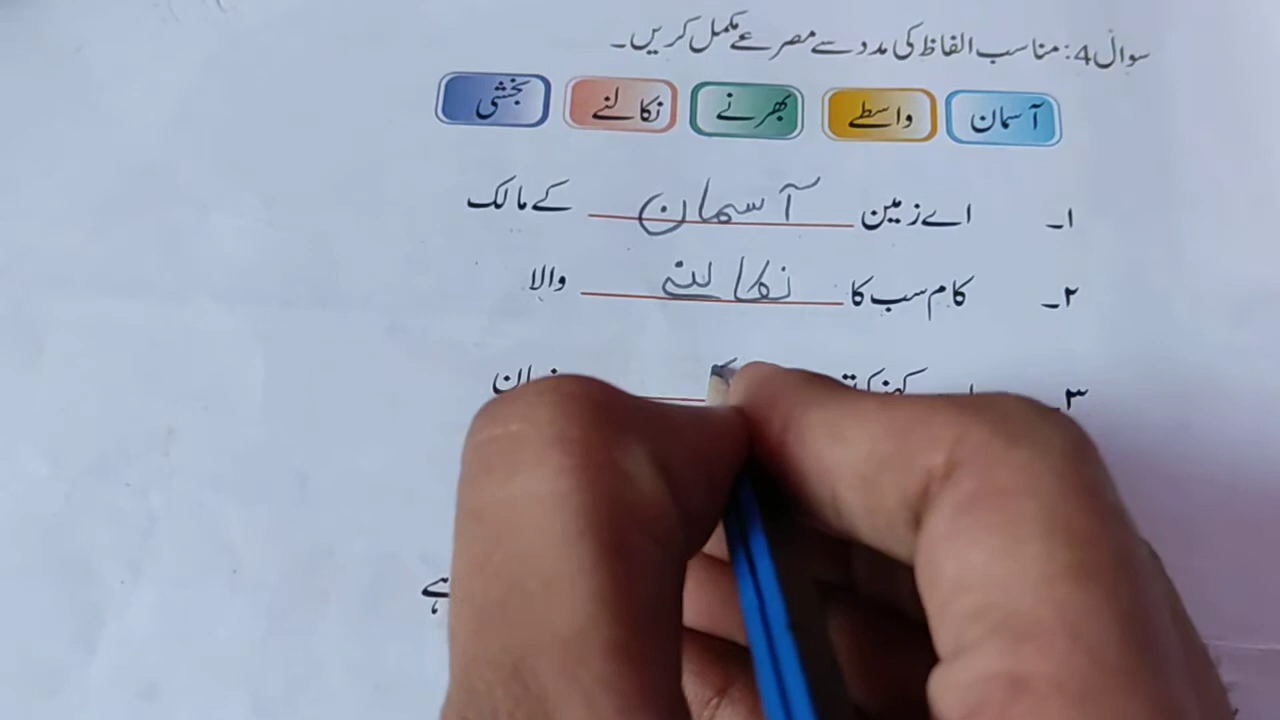 سوال 4: مناسب الفاظ کی مدد سے مصرعے مکمل کریں۔
آسمان واسطے بھرنے نکالنے بخشی
۱۔ اے زمین آسمان کے مالک
۲۔ کام سب کا نکالنے والا
۳۔
ہے